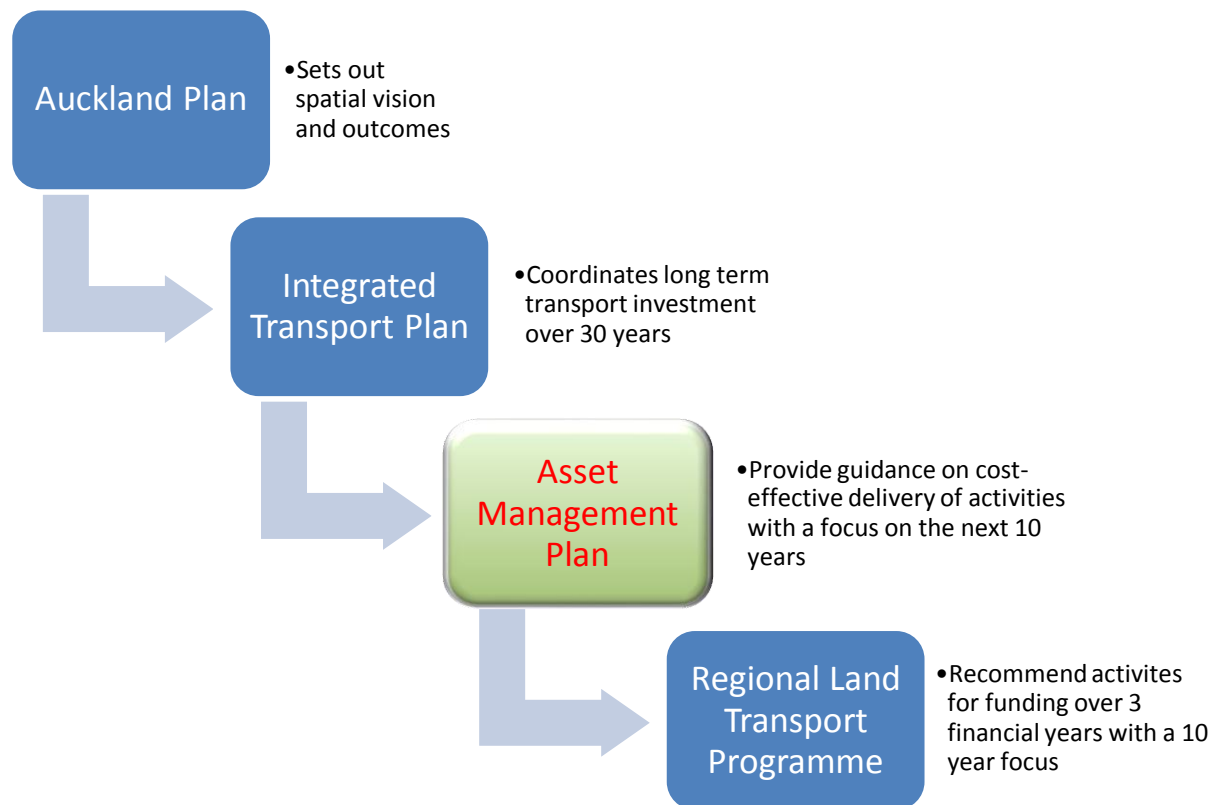 Auckland Plan
•Sets out
spatial vision
and outcomes
Integrated
Transport Plan
•Coordinates long term
transport investment
over 30 years
Asset
Management
Plan
•Provide guidance on cost-
effective delivery of activities
with a focus on the next 10
years
Regional Land
Transport
Programme
•Recommend activites
for funding over 3
financial years with a 10
year focus